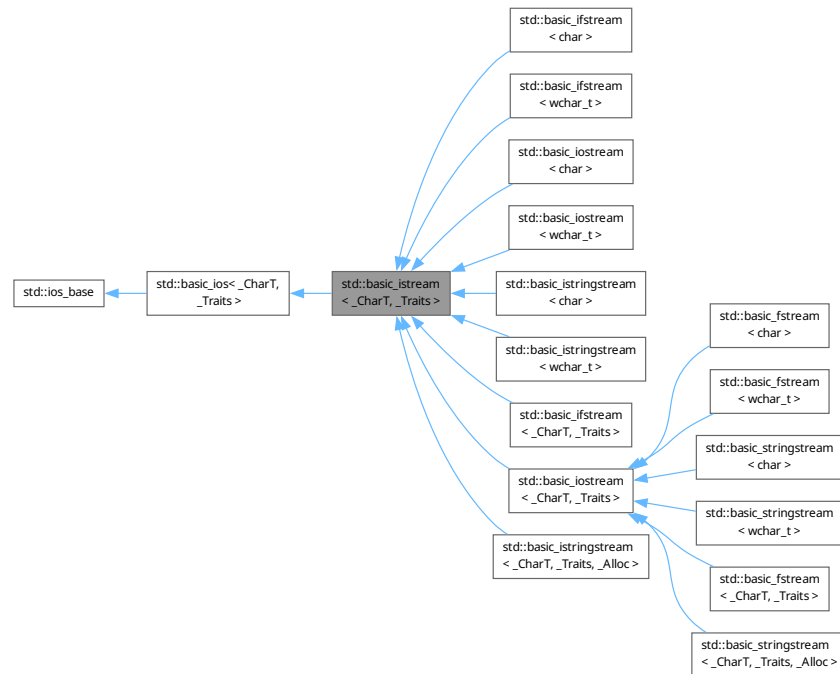 std::basic_ifstream
< char >
std::basic_ifstream
< wchar_t >
std::basic_iostream
< char >
std::basic_iostream
< wchar_t >
std::ios_base
std::basic_ios< _CharT,
_Traits >
std::basic_istream
< _CharT, _Traits >
std::basic_istringstream
< char >
std::basic_istringstream
< wchar_t >
std::basic_ifstream
< _CharT, _Traits >
std::basic_iostream
< _CharT, _Traits >
std::basic_istringstream
< _CharT, _Traits, _Alloc >
std::basic_fstream
< char >
std::basic_fstream
< wchar_t >
std::basic_stringstream
< char >
std::basic_stringstream
< wchar_t >
std::basic_fstream
< _CharT, _Traits >
std::basic_stringstream
< _CharT, _Traits, _Alloc >